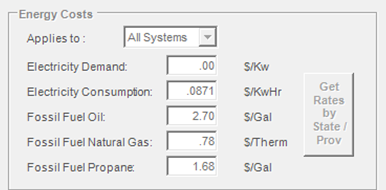 Energy Costs
Applies to : All Systems
Electricity Demand: .00 $/Kw
Electricity Consumption: .0871 $/KwHr
Fossil Fuel Oil: 2.70 $/Gal
Fossil Fuel Natural Gas: .78 $/Therm
Fossil Fuel Propane: 1.68 $/Gal
Get
Rates
by
State /
Prov